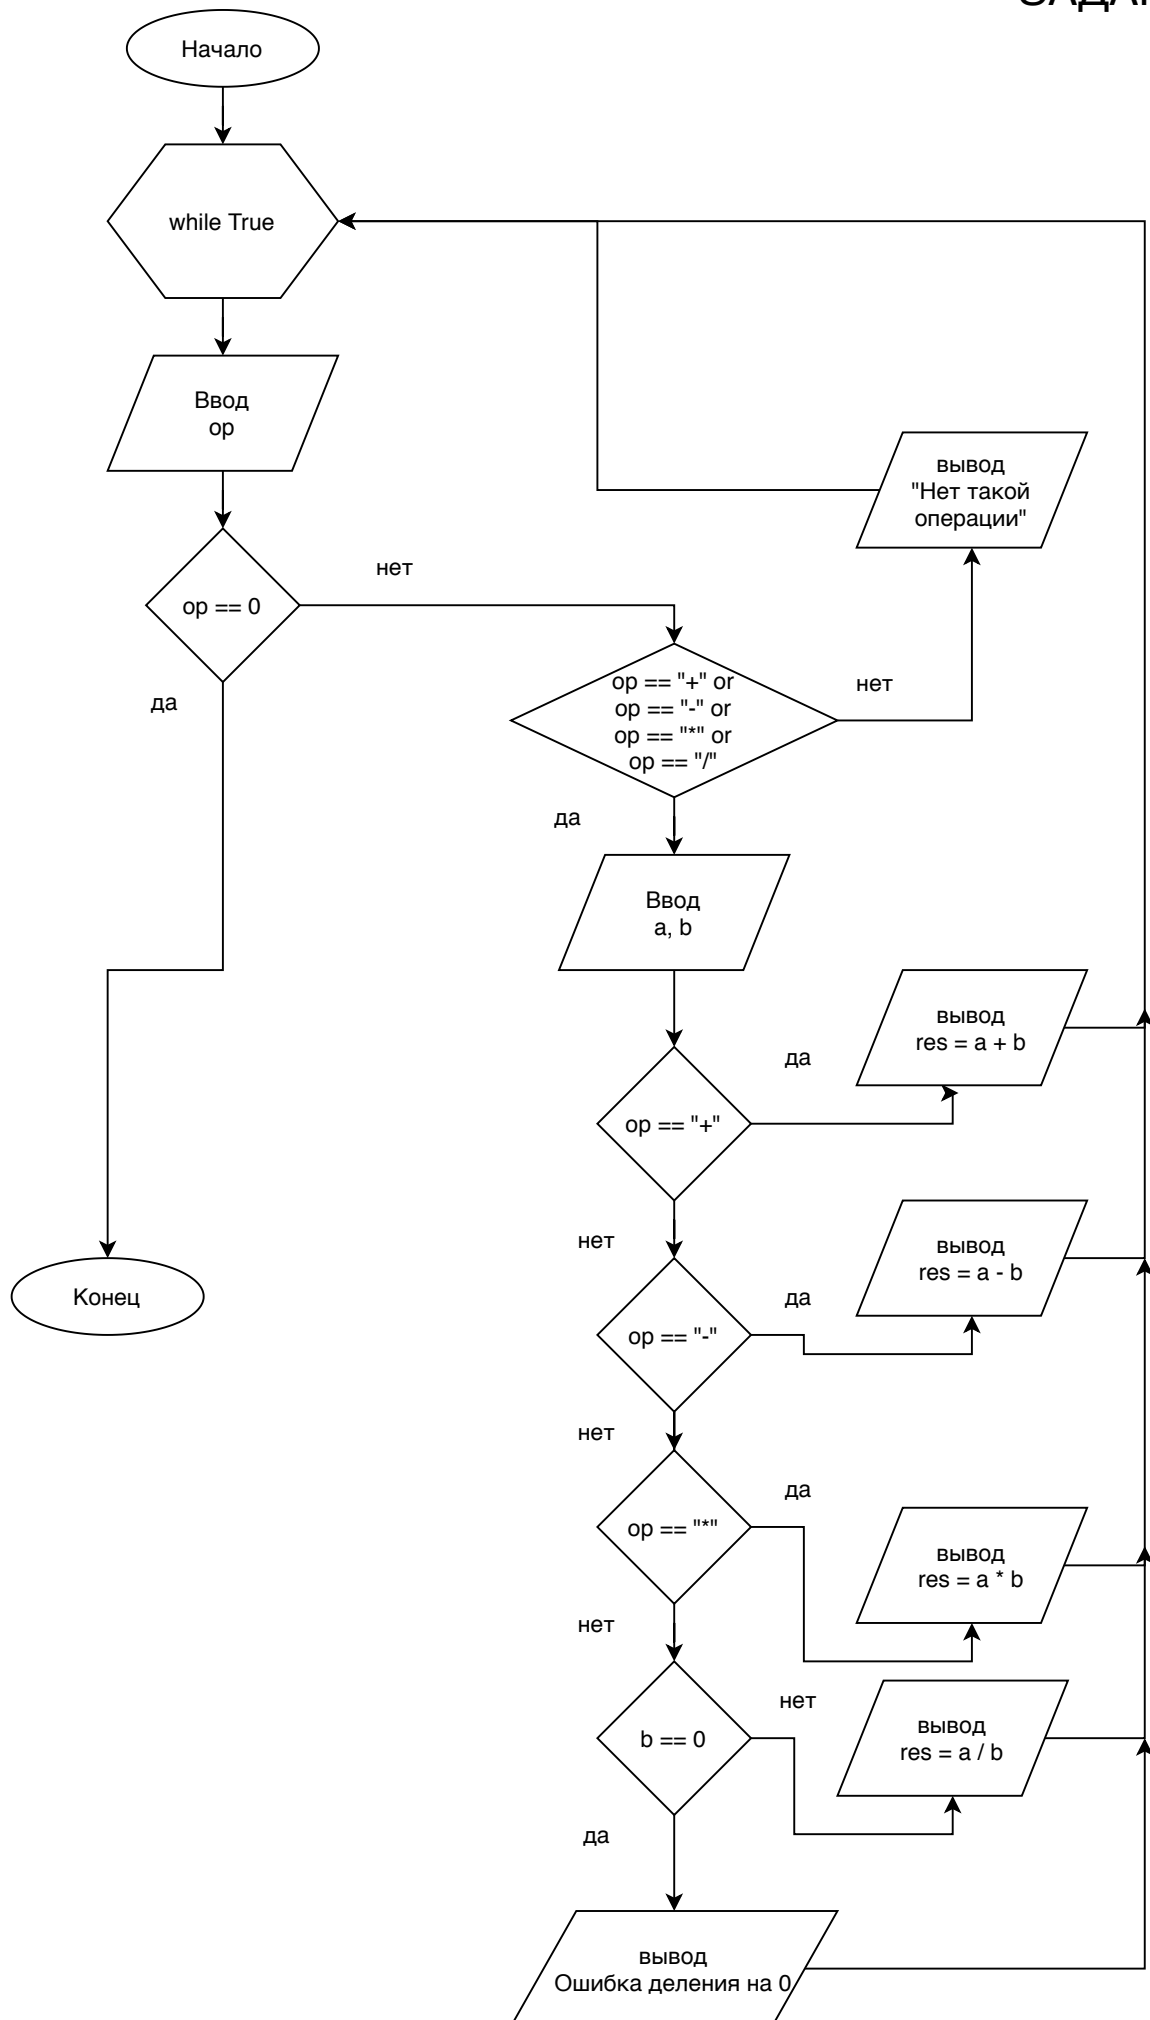 Начало
while True
Ввод
op
вывод
"Нет такой
операции"
нет
op == 0
да
op == "+" or
op == "-" or
op == "*" or
op == "/"
нет
да
Ввод
a, b
вывод
res = a + b
да
op == "+"
нет
вывод
res = a - b
Конец
да
op == "-"
нет
да
op == "*"
вывод
res = a * b
нет
нет
b == 0
вывод
res = a / b
да
вывод
Ошибка деления на 0